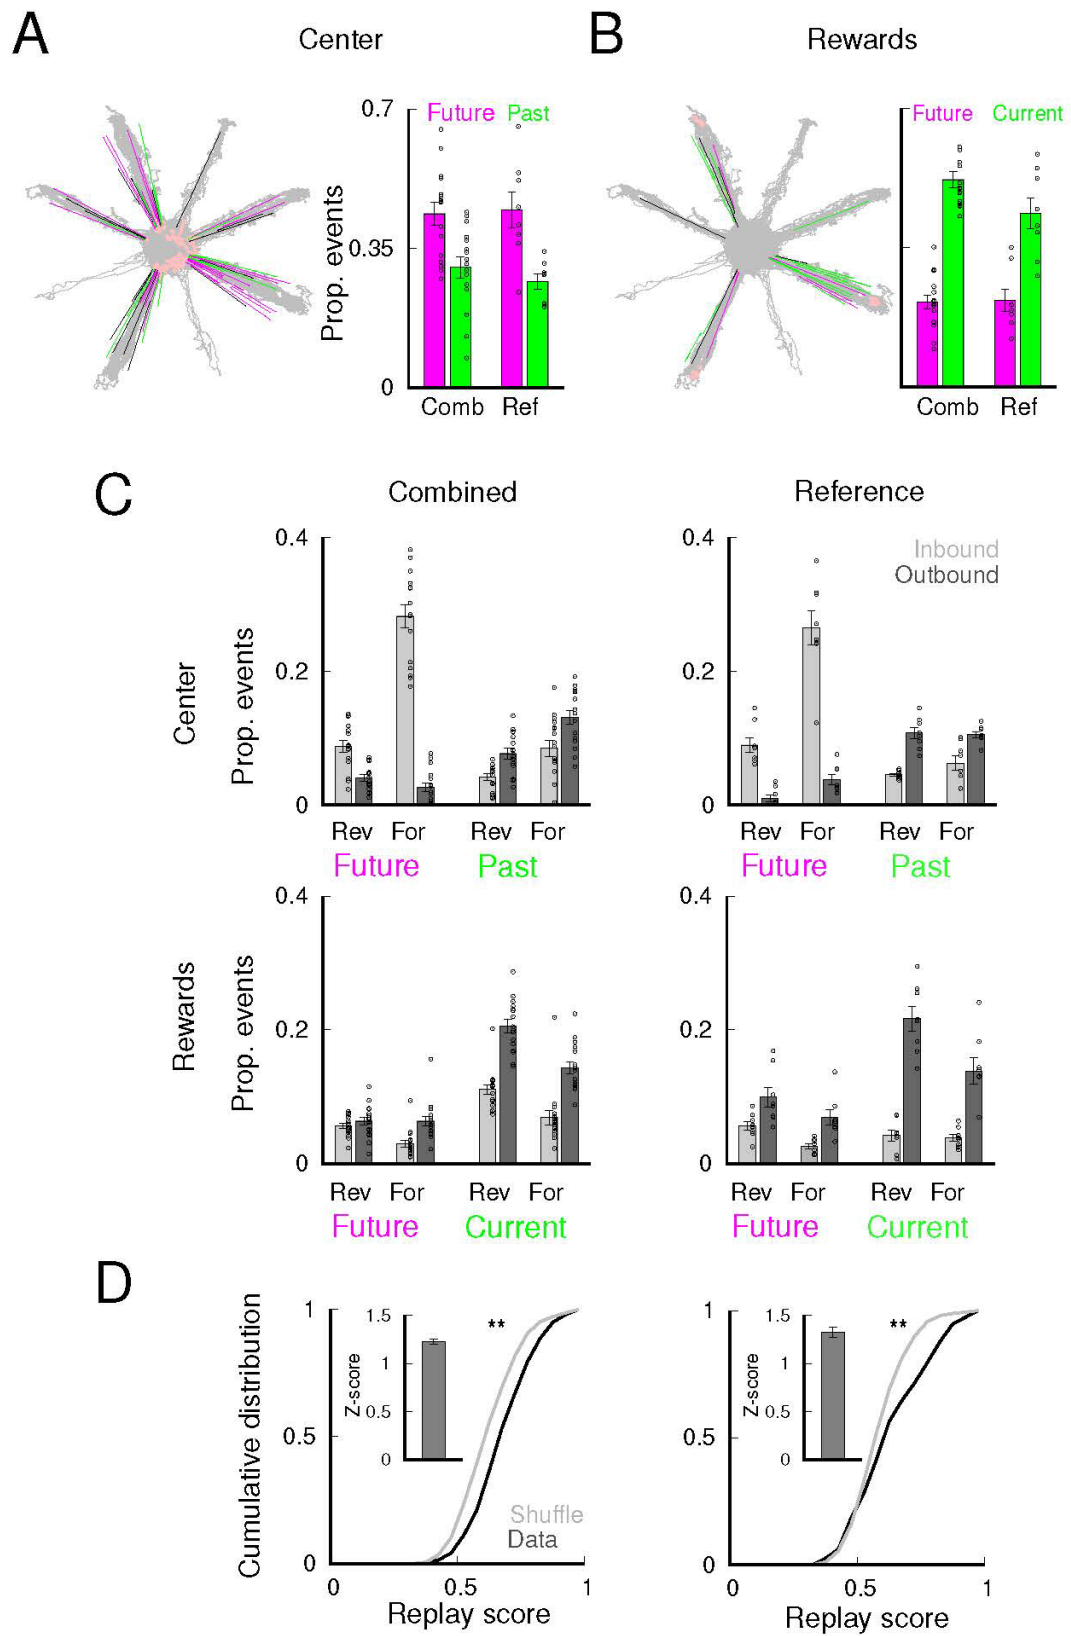 A Center B Rewards
0.7 Future Past Future Current
Prop. events
0.35
0
Comb Ref Comb Ref
C Combined Reference
Center
Prop. events
0.4 0.4
Inbound
Outbound
0.2 0.2
0 0
Rev For Rev For Rev For Rev For
Future Past Future Past
Rewards
Prop. events
0.4 0.4
0.2 0.2
0 0
Rev For Rev For Rev For Rev For
Future Current Future Current
D
Cumulative distribution
1 1.5 ** 1 1.5 **
Z-score Z-score
1 1
0.5 0.5 0.5 0.5
0 0
Shuffle
Data
0 0
0 0.5 1 0 0.5 1
Replay score Replay score